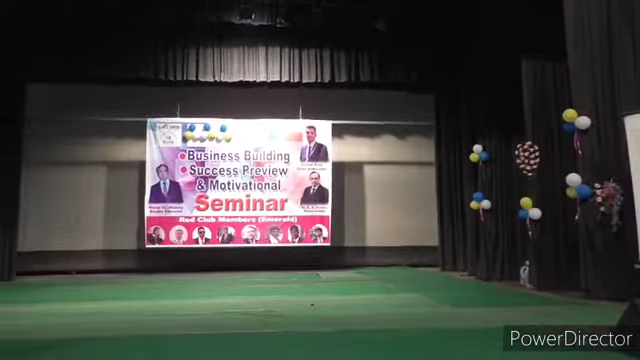 Business Building
Success Preview
& Motivational
Seminar
Red Club Members (Emerald)
PowerDirector